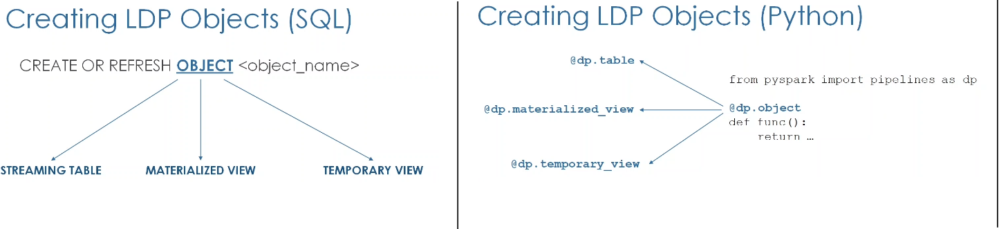 Creating LDP Objects (SQL)
CREATE OR REFRESH OBJECT <object_name>
STREAMING TABLE
MATERIALIZED VIEW
TEMPORARY VIEW
Creating LDP Objects (Python)
@dp.table
@dp.materialized_view
@dp.temporary_view
from pyspark import pipelines as dp
@dp.object
def func():
    return …